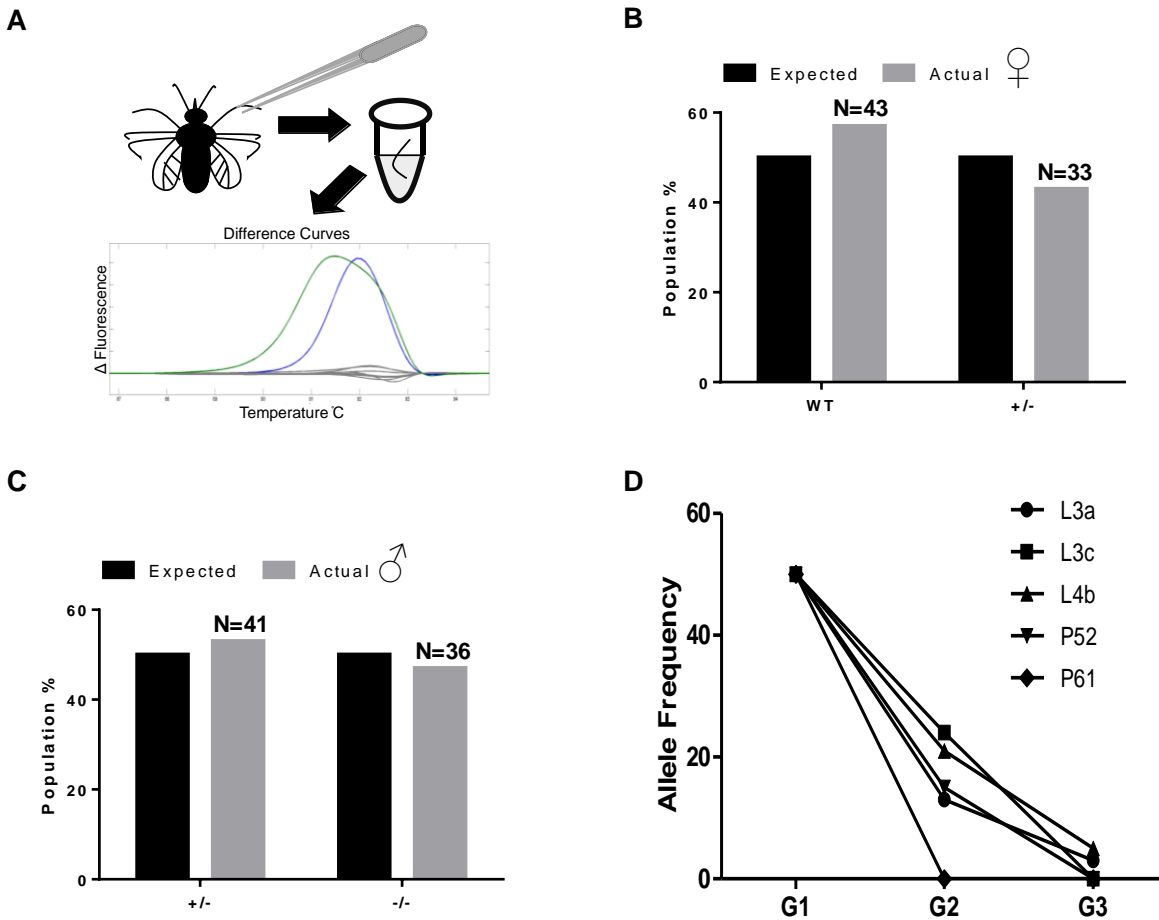 A
Difference Curves
Δ Fluorescence
Temperature °C
B
Expected Actual ♀
Population %
60
40
20
0
N=43
N=33
WT +/-
C
Expected Actual ♂
Population %
60
40
20
0
N=41
N=36
+/- -/-
D
Allele Frequency
60
40
20
0
L3a
L3c
L4b
P52
P61
G1 G2 G3